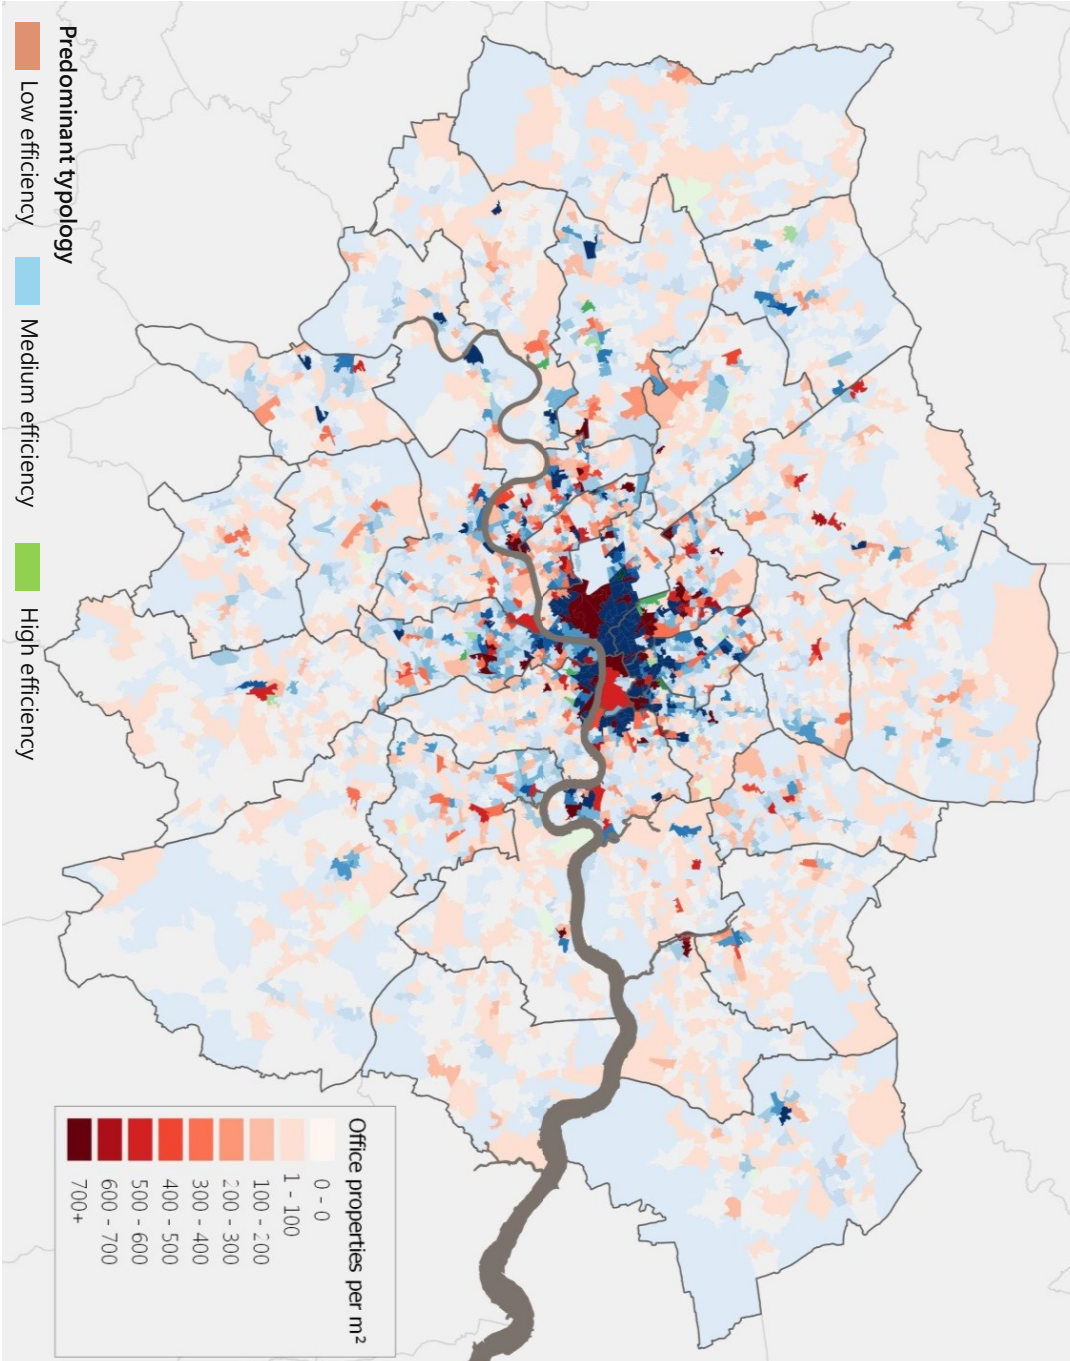 Predominant typology
Low efficiency
Medium efficiency
High efficiency
Office properties per m²
0 - 0
1 - 100
100 - 200
200 - 300
300 - 400
400 - 500
500 - 600
600 - 700
700+